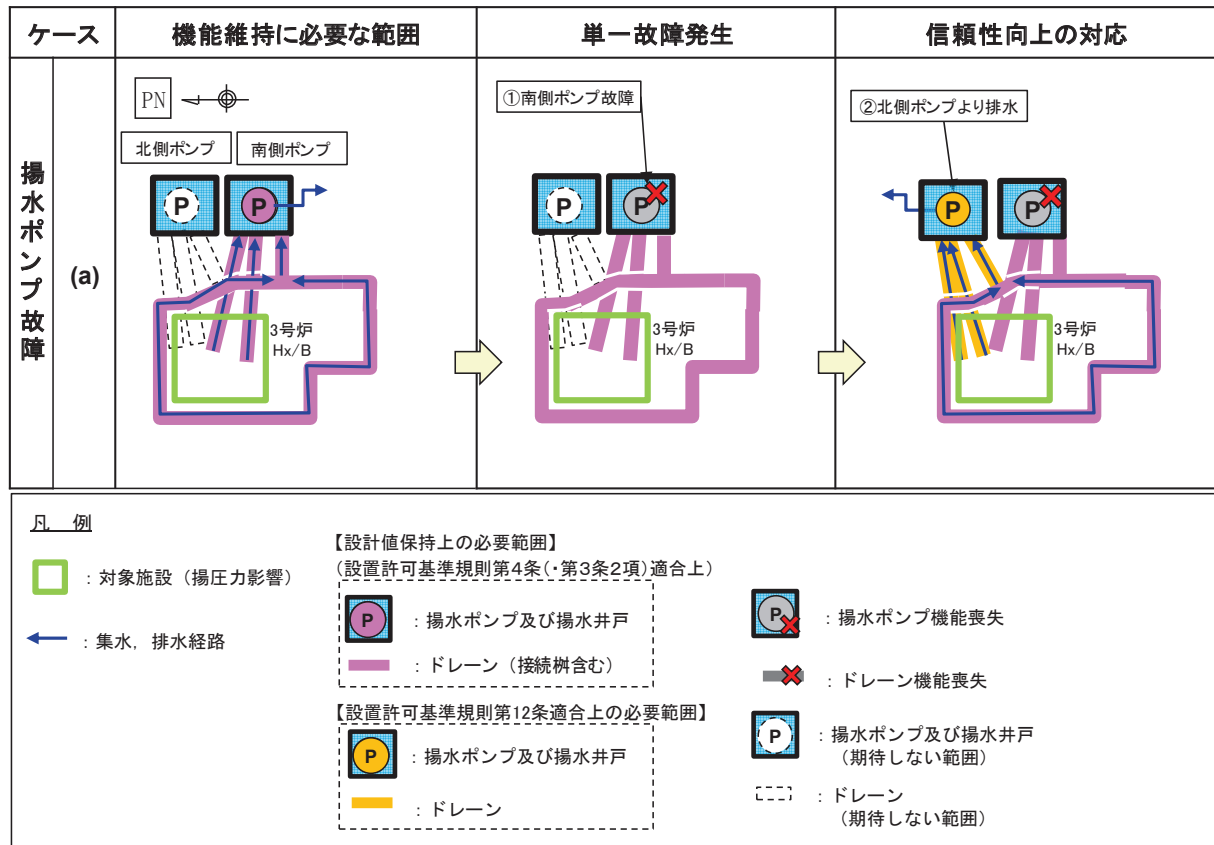 ケース
機能維持に必要な範囲
単一故障発生
信頼性向上の対応
揚水ポンプ故障
(a)
PN
北側ポンプ
南側ポンプ
P
P
3号炉
Hx/B
①南側ポンプ故障
P
P
3号炉
Hx/B
②北側ポンプより排水
P
P
3号炉
Hx/B
凡 例
:対象施設(揚圧力影響)
:集水,排水経路
【設計値保持上の必要範囲】
(設置許可基準規則第4条(・第3条2項)適合上)
P
:揚水ポンプ及び揚水井戸
:ドレーン(接続桝含む)
【設置許可基準規則第12条適合上の必要範囲】
P
:揚水ポンプ及び揚水井戸
:ドレーン
P
:揚水ポンプ機能喪失
:ドレーン機能喪失
P
:揚水ポンプ及び揚水井戸
(期待しない範囲)
:ドレーン
(期待しない範囲)